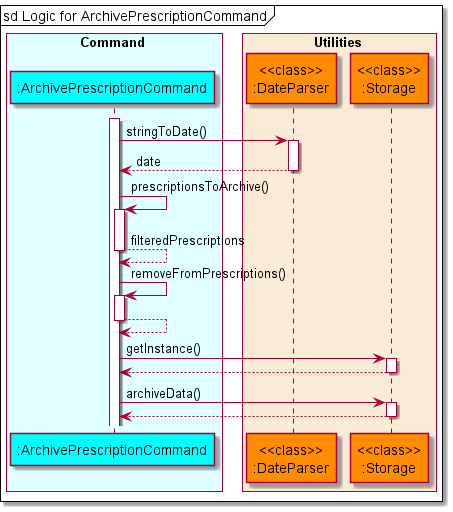 sd Logic for ArchivePrescriptionCommand
Command
Utilities
:ArchivePrescriptionCommand
<<class>>
:DateParser
<<class>>
:Storage
stringToDate()
date
prescriptionsToArchive()
filteredPrescriptions
removeFromPrescriptions()
getInstance()
archiveData()
:ArchivePrescriptionCommand
<<class>>
:DateParser
<<class>>
:Storage